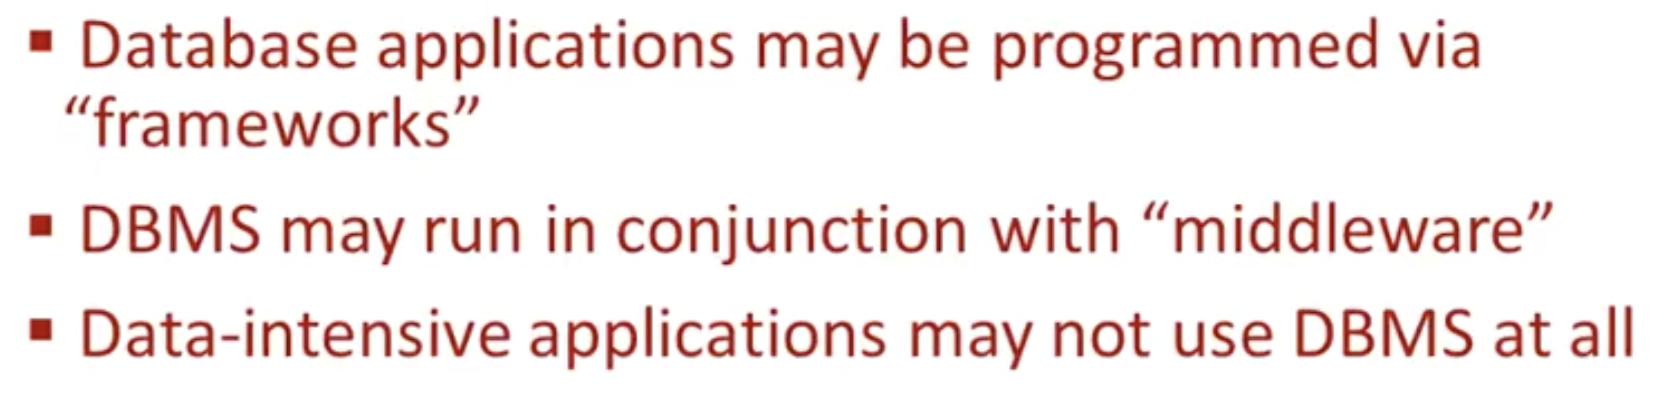 ▪ Database applications may be programmed via
“frameworks”
▪ DBMS may run in conjunction with “middleware”
▪ Data-intensive applications may not use DBMS at all